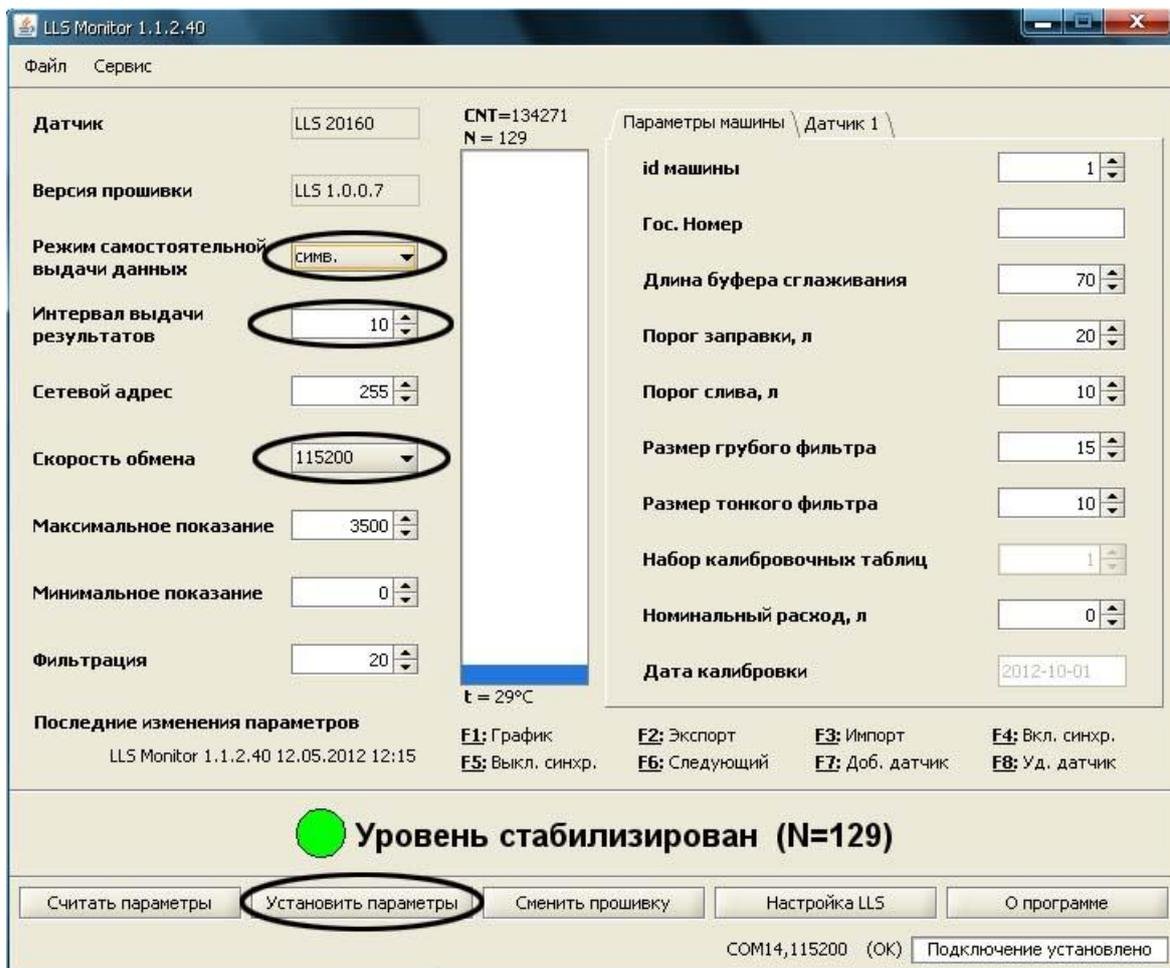 LLS Monitor 1.1.2.40
Файл Сервис
Датчик
LLS 20160
Версия прошивки
LLS 1.0.0.7
Режим самостоятельной
выдачи данных
симв.
Интервал выдачи
результатов
10
Сетевой адрес
255
Скорость обмена
115200
Максимальное показание
3500
Минимальное показание
0
Фильтрация
20
Последние изменения параметров
LLS Monitor 1.1.2.40 12.05.2012 12:15
CNT=134271
N = 129
t = 29°C
Параметры машины Датчик 1
id машины
1
Гос. Номер
Длина буфера сглаживания
70
Порог заправки, л
20
Порог слива, л
10
Размер грубого фильтра
15
Размер тонкого фильтра
10
Набор калибровочных таблиц
1
Номинальный расход, л
0
Дата калибровки
2012-10-01
F1: График F2: Экспорт F3: Импорт F4: Вкл. синхр.
F5: Выкл. синхр. F6: Следующий F7: Доб. датчик F8: Уд. датчик
Уровень стабилизирован (N=129)
Считать параметры Установить параметры Сменить прошивку Настройка LLS О программе
COM14,115200 (OK) Подключение установлено